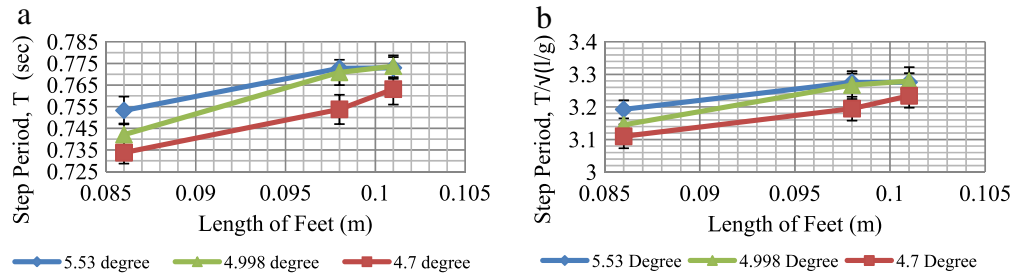 a
0.785
0.775
0.765
0.755
0.745
0.735
0.725
Step Period, T (sec)
0.085
0.09
0.095
0.1
0.105
Length of Feet (m)
5.53 degree
4.998 degree
4.7 degree
b
3.4
3.3
3.2
3.1
3
Step Period, T/√(l/g)
0.085
0.09
0.095
0.1
0.105
Length of Feet (m)
5.53 Degree
4.998 Degree
4.7 Degree